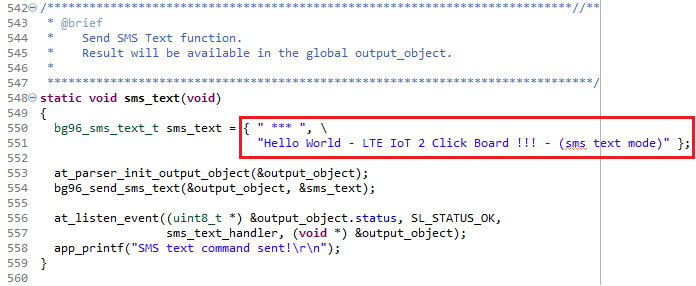 542 /*****************************************************************************//**
543  * @brief
544  *    Send SMS Text function.
545  *    Result will be available in the global output_object.
546  *
547  ******************************************************************************/
548 static void sms_text(void)
549 {
550   bg96_sms_text_t sms_text = { " *** ", \
551                                "Hello World - LTE IoT 2 Click Board !!! - (sms text mode)" };
552
553   at_parser_init_output_object(&output_object);
554   bg96_send_sms_text(&output_object, &sms_text);
555
556   at_listen_event((uint8_t *) &output_object.status, SL_STATUS_OK,
557                   sms_text_handler, (void *) &output_object);
558   app_printf("SMS text command sent!\r\n");
559 }
560